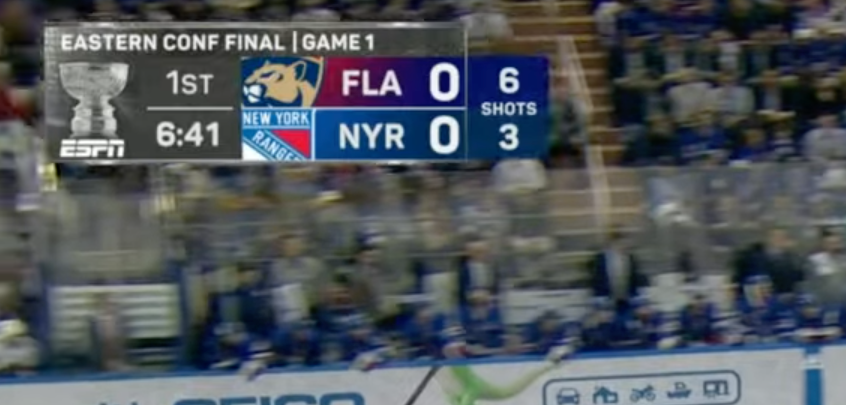 EASTERN CONF FINAL | GAME 1
1ST
6:41
ESPN
FLA 0
NEW YORK
RANGERS
NYR 0
6
SHOTS
3
GEICO